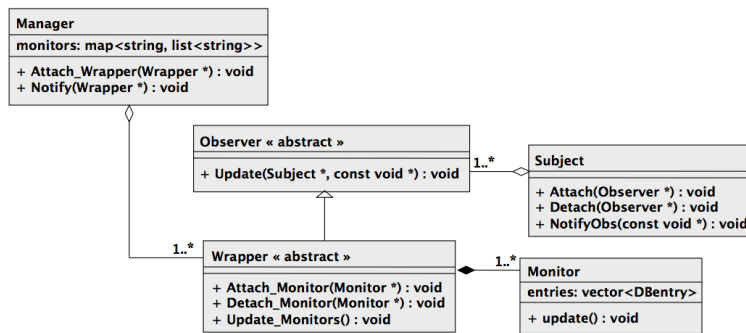 Manager
monitors: map<string, list<string>>
+ Attach_Wrapper(Wrapper *) : void
+ Notify(Wrapper *) : void
Observer « abstract »
+ Update(Subject *, const void *) : void
1..*
Subject
+ Attach(Observer *) : void
+ Detach(Observer *) : void
+ NotifyObs(const void *) : void
1..*
Wrapper « abstract »
+ Attach_Monitor(Monitor *) : void
+ Detach_Monitor(Monitor *) : void
+ Update_Monitors() : void
1..*
Monitor
entries: vector<DBentry>
+ update() : void